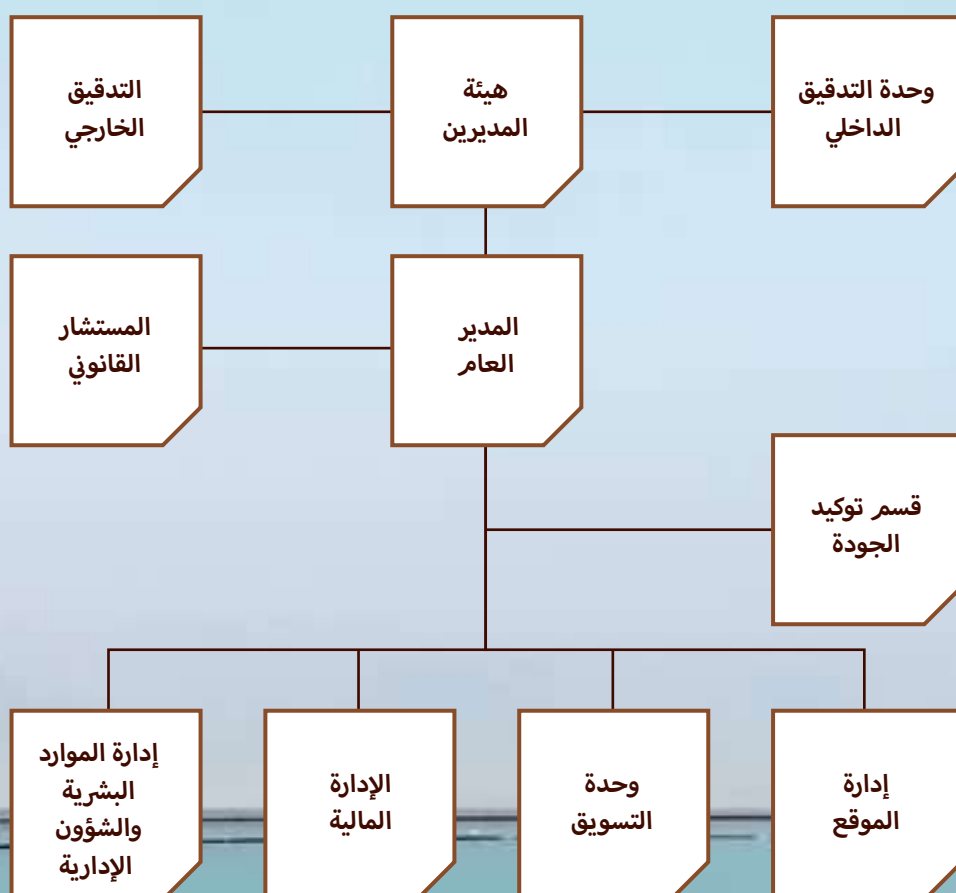 وحدة التدقيق
الداخلي
هيئة
المديرين
التدقيق
الخارجي
المدير
العام
المستشار
القانوني
قسم توكيد
الجودة
إدارة
الموقع
وحدة
التسويق
الإدارة
المالية
إدارة الموارد
البشرية
والشؤون
الإدارية